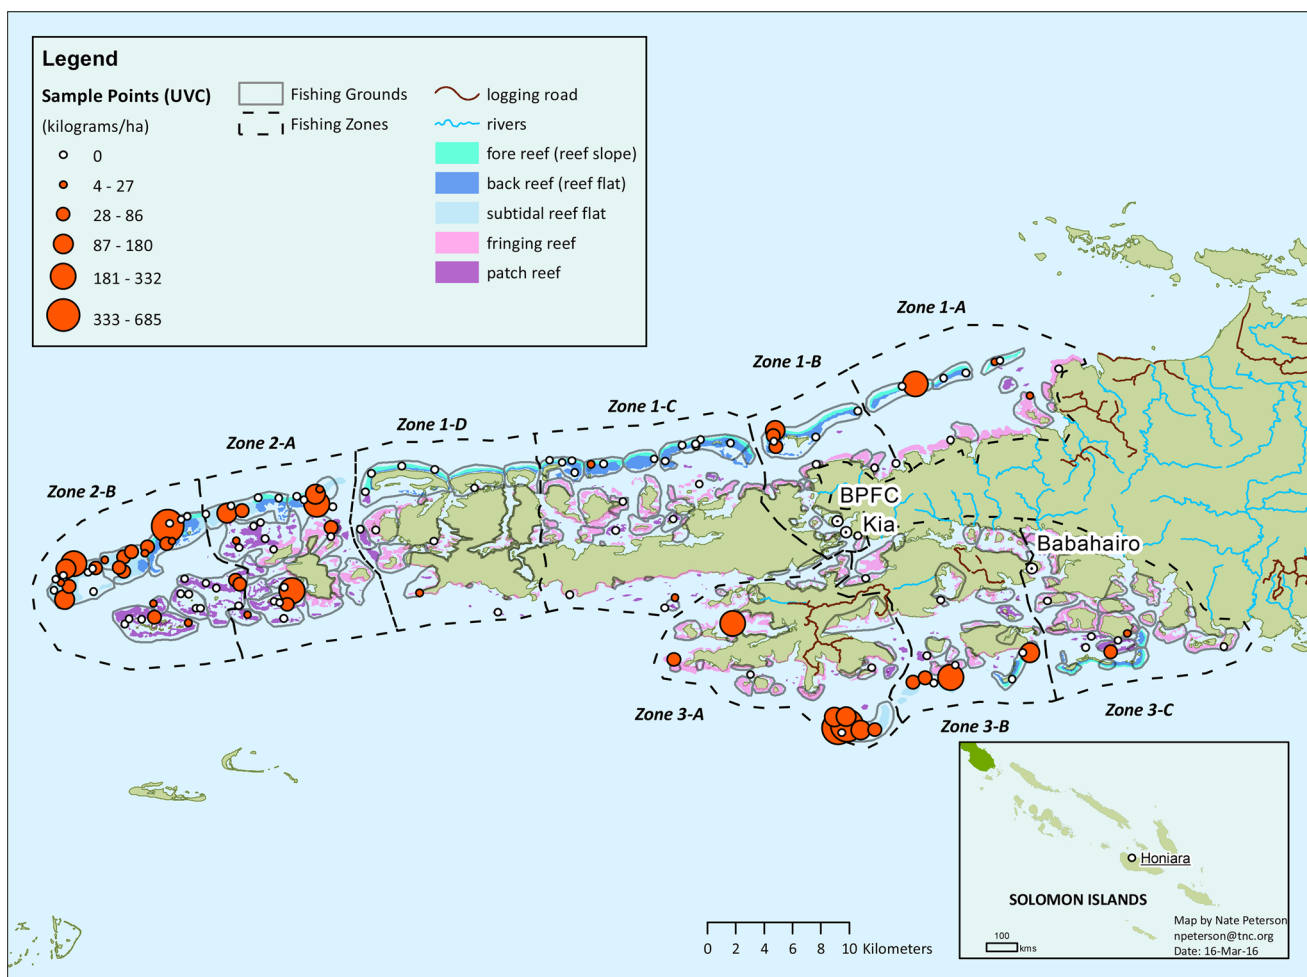 Legend
Sample Points (UVC)
(kilograms/ha)
0
4 - 27
28 - 86
87 - 180
181 - 332
333 - 685
Fishing Grounds
Fishing Zones
logging road
rivers
fore reef (reef slope)
back reef (reef flat)
subtidal reef flat
fringing reef
patch reef
Zone 1-A
Zone 1-B
Zone 1-C
Zone 1-D
Zone 2-A
Zone 2-B
BPFC
Kia
Babahairo
Zone 3-A
Zone 3-B
Zone 3-C
0 2 4 6 8 10 Kilometers
Honiara
SOLOMON ISLANDS
100
kms
Map by Nate Peterson
npeterson@tnc.org
Date: 16-Mar-16